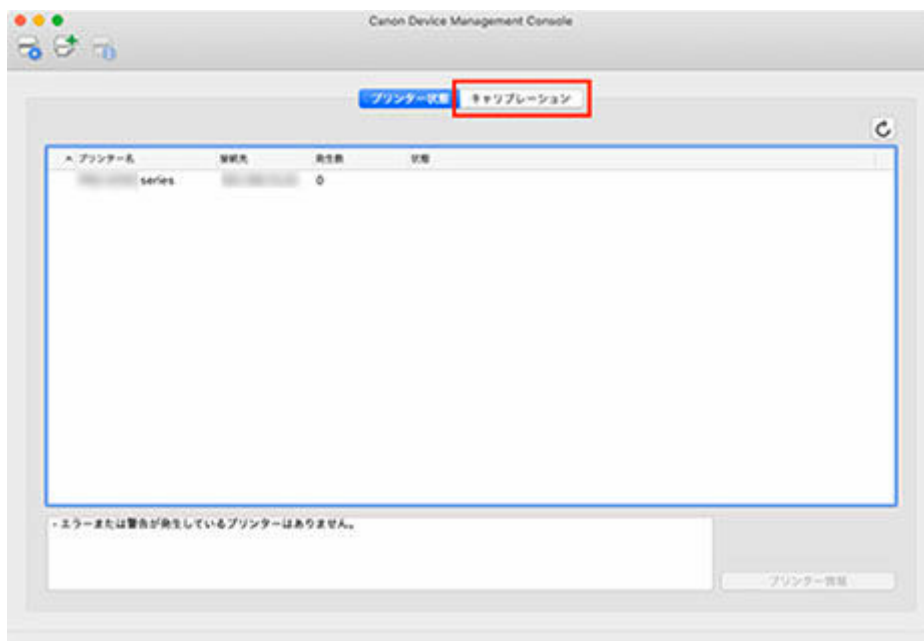 Canon Device Management Console
プリンター状態 キャリブレーション
プリンター名 接続先 発生数 状態
series 0
・エラーまたは警告が発生しているプリンターはありません。
プリンター情報